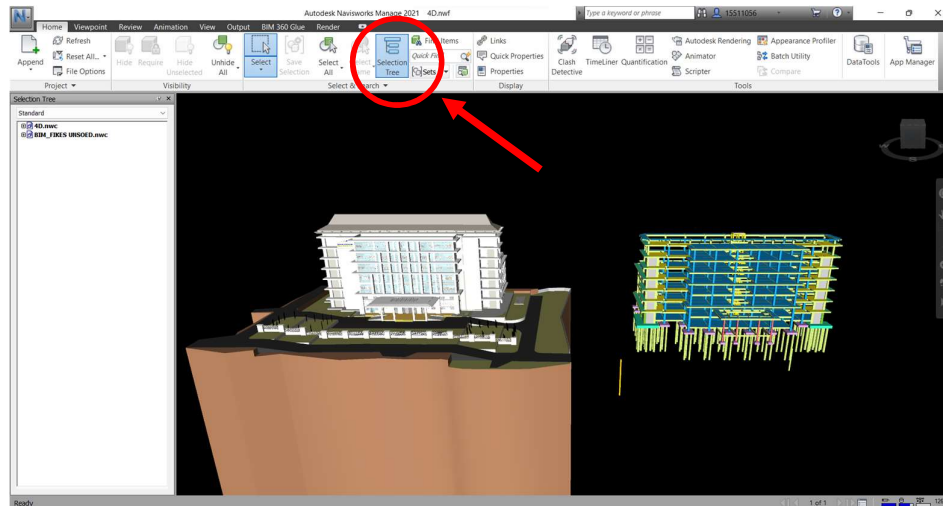 Autodesk Navisworks Manage 2021 4D.nwf
Type a keyword or phrase
15511056
Home Viewpoint Review Animation View Output BIM 360 Glue Render
Append
Refresh
Reset All...
File Options
Hide
Require
Hide Unselected
Unhide All
Select
Save Selection
Select All
Select
Selection Tree
Find Items
Quick Fin
Sets
Links
Quick Properties
Properties
Clash Detective
TimeLiner
Quantification
Autodesk Rendering
Animator
Scripter
Appearance Profiler
Batch Utility
Compare
DataTools
App Manager
Project
Visibility
Select & Search
Display
Tools
Selection Tree
Standard
4D.nwc
BIM_FIKES UNSOED.nwc
Ready
1 of 1